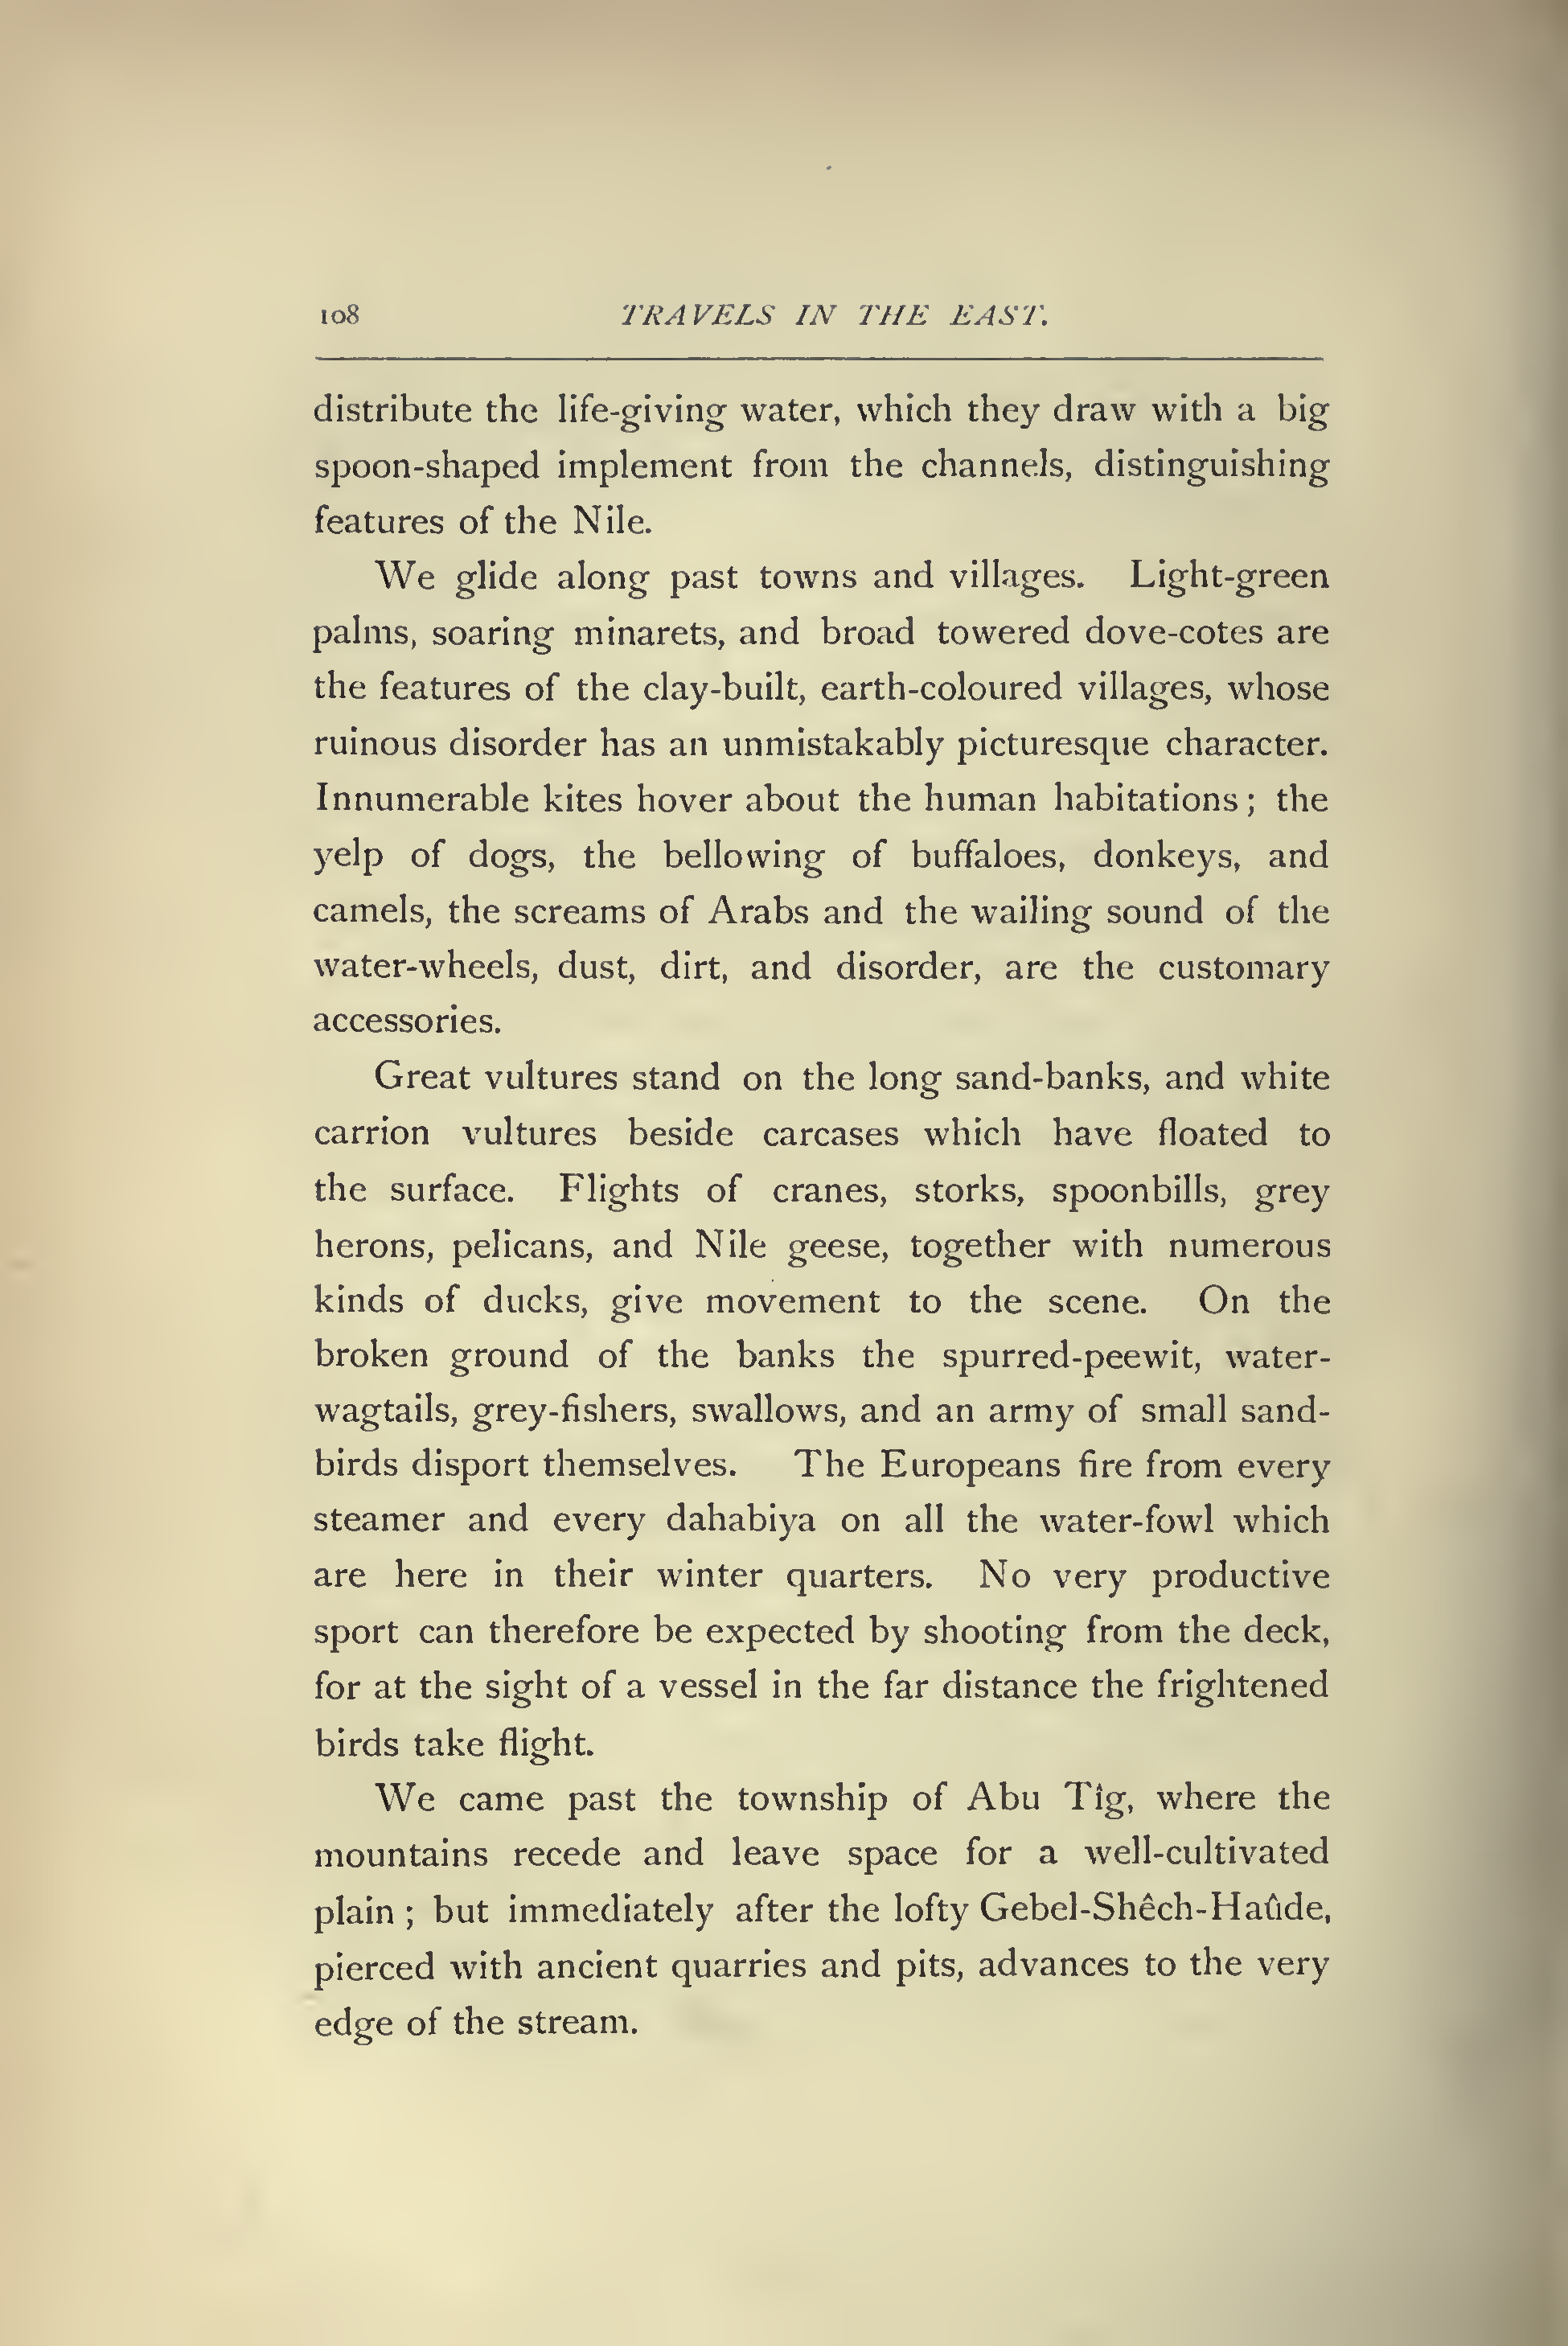 108 TRAVELS IN THE EAST.
distribute the life-giving water, which they draw with a big
spoon-shaped implement from the channels, distinguishing
features of the Nile.
We glide along past towns and villages. Light-green
palms, soaring minarets, and broad towered dove-cotes are
the features of the clay-built, earth-coloured villages, whose
ruinous disorder has an unmistakably picturesque character.
Innumerable kites hover about the human habitations; the
yelp of dogs, the bellowing of buffaloes, donkeys, and
camels, the screams of Arabs and the wailing sound of the
water-wheels, dust, dirt, and disorder, are the customary
accessories.
Great vultures stand on the long sand-banks, and white
carrion vultures beside carcases which have floated to
the surface. Flights of cranes, storks, spoonbills, grey
herons, pelicans, and Nile geese, together with numerous
kinds of ducks, give movement to the scene. On the
broken ground of the banks the spurred-peewit, water-
wagtails, grey-fishers, swallows, and an army of small sand-
birds disport themselves. The Europeans fire from every
steamer and every dahabiya on all the water-fowl which
are here in their winter quarters. No very productive
sport can therefore be expected by shooting from the deck,
for at the sight of a vessel in the far distance the frightened
birds take flight.
We came past the township of Abu Tîg, where the
mountains recede and leave space for a well-cultivated
plain; but immediately after the lofty Gebel-Shêch-Haûde,
pierced with ancient quarries and pits, advances to the very
edge of the stream.